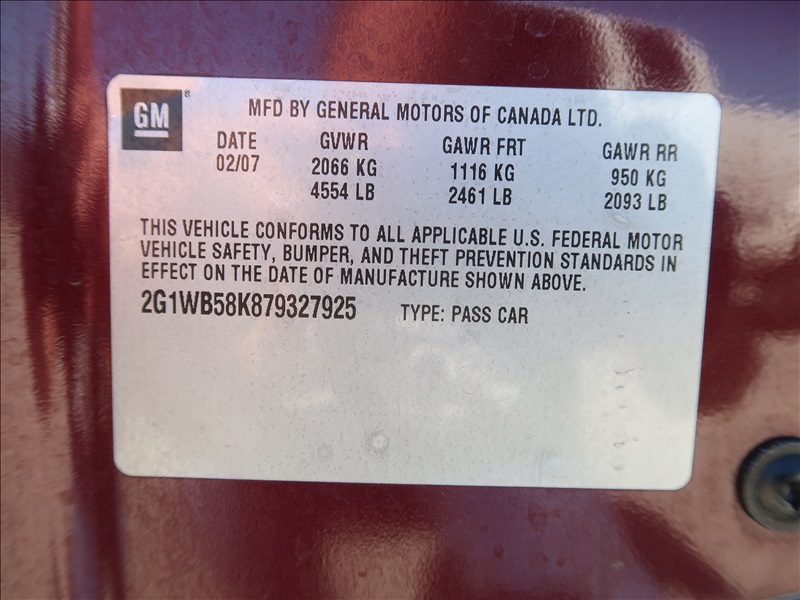 GM®
MFD BY GENERAL MOTORS OF CANADA LTD.
DATE GVWR GAWR FRT GAWR RR
02/07 2066 KG 1116 KG 950 KG
4554 LB 2461 LB 2093 LB
THIS VEHICLE CONFORMS TO ALL APPLICABLE U.S. FEDERAL MOTOR
VEHICLE SAFETY, BUMPER, AND THEFT PREVENTION STANDARDS IN
EFFECT ON THE DATE OF MANUFACTURE SHOWN ABOVE.
2G1WB58K879327925 TYPE: PASS CAR